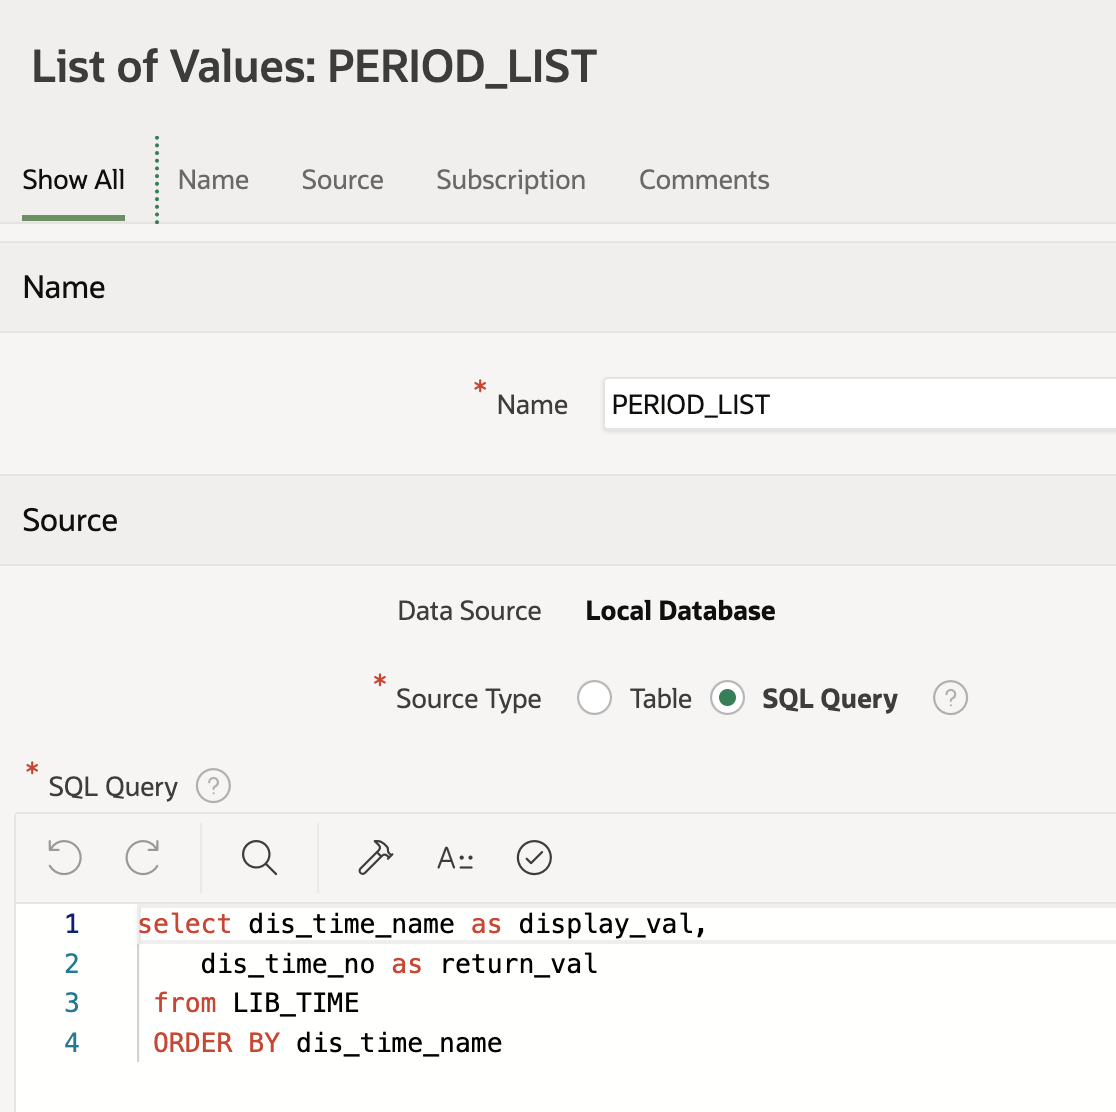 List of Values: PERIOD_LIST
Show All Name Source Subscription Comments
Name
* Name PERIOD_LIST
Source
Data Source Local Database
* Source Type Table SQL Query ?
* SQL Query ?
A::
1 select dis_time_name as display_val,
2 dis_time_no as return_val
3 from LIB_TIME
4 ORDER BY dis_time_name